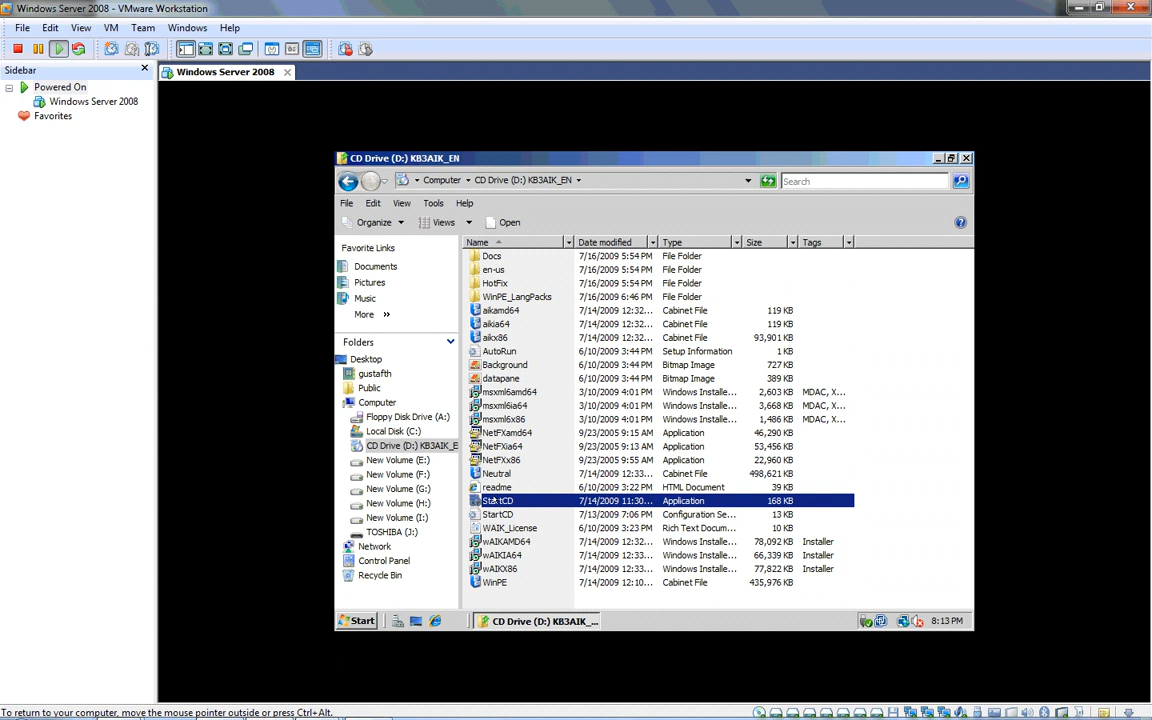 Windows Server 2008 - VMware Workstation
File Edit View VM Team Windows Help
Sidebar
Powered On
Windows Server 2008
Favorites
Windows Server 2008
CD Drive (D:) KB3AIK_EN
Computer CD Drive (D:) KB3AIK_EN Search
File Edit View Tools Help
Organize Views Open
Favorite Links
Documents
Pictures
Music
More »
Folders
Desktop
gustafth
Public
Computer
Floppy Disk Drive (A:)
Local Disk (C:)
CD Drive (D:) KB3AIK_E
New Volume (E:)
New Volume (F:)
New Volume (G:)
New Volume (H:)
New Volume (I:)
TOSHIBA (J:)
Network
Control Panel
Recycle Bin
Name Date modified Type Size Tags
Docs 7/16/2009 5:54 PM File Folder
en-us 7/16/2009 5:54 PM File Folder
HotFix 7/16/2009 5:54 PM File Folder
WinPE_LangPacks 7/16/2009 6:46 PM File Folder
aikamd64 7/14/2009 12:32... Cabinet File 119 KB
aikia64 7/14/2009 12:32... Cabinet File 119 KB
aikx86 7/14/2009 12:32... Cabinet File 93,901 KB
AutoRun 6/10/2009 3:44 PM Setup Information 1 KB
Background 6/10/2009 3:44 PM Bitmap Image 727 KB
datapane 6/10/2009 3:44 PM Bitmap Image 389 KB
msxml6amd64 3/10/2009 4:01 PM Windows Installe... 2,603 KB MDAC, X...
msxml6ia64 3/10/2009 4:01 PM Windows Installe... 3,668 KB MDAC, X...
msxml6x86 3/10/2009 4:01 PM Windows Installe... 1,486 KB MDAC, X...
NetFXamd64 9/23/2005 9:15 AM Application 46,290 KB
NetFXia64 9/23/2005 9:13 AM Application 53,456 KB
NetFXx86 9/23/2005 9:55 AM Application 22,960 KB
Neutral 7/14/2009 12:33... Cabinet File 498,621 KB
readme 6/10/2009 3:22 PM HTML Document 39 KB
StartCD 7/14/2009 11:30... Application 168 KB
StartCD 7/13/2009 7:06 PM Configuration Se... 13 KB
WAIK_License 6/10/2009 3:23 PM Rich Text Docum... 10 KB
wAIKAMD64 7/14/2009 12:32... Windows Installe... 78,092 KB Installer
wAIKIA64 7/14/2009 12:33... Windows Installe... 66,339 KB Installer
wAIKX86 7/14/2009 12:33... Windows Installe... 77,822 KB Installer
WinPE 7/14/2009 12:10... Cabinet File 435,976 KB
Start CD Drive (D:) KB3AIK_... 8:13 PM
To return to your computer, move the mouse pointer outside or press Ctrl+Alt.